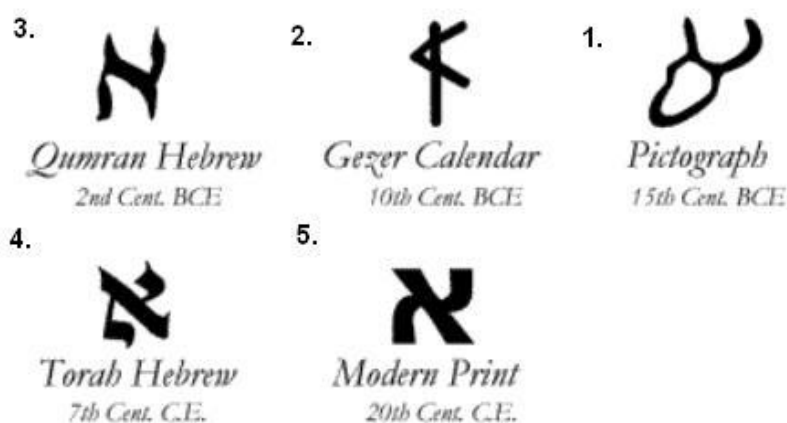 3. א 2. 𐤀 1.
Qumran Hebrew Gezer Calendar Pictograph
2nd Cent. BCE 10th Cent. BCE 15th Cent. BCE
4. א 5. א
Torah Hebrew Modern Print
7th Cent. C.E. 20th Cent. C.E.